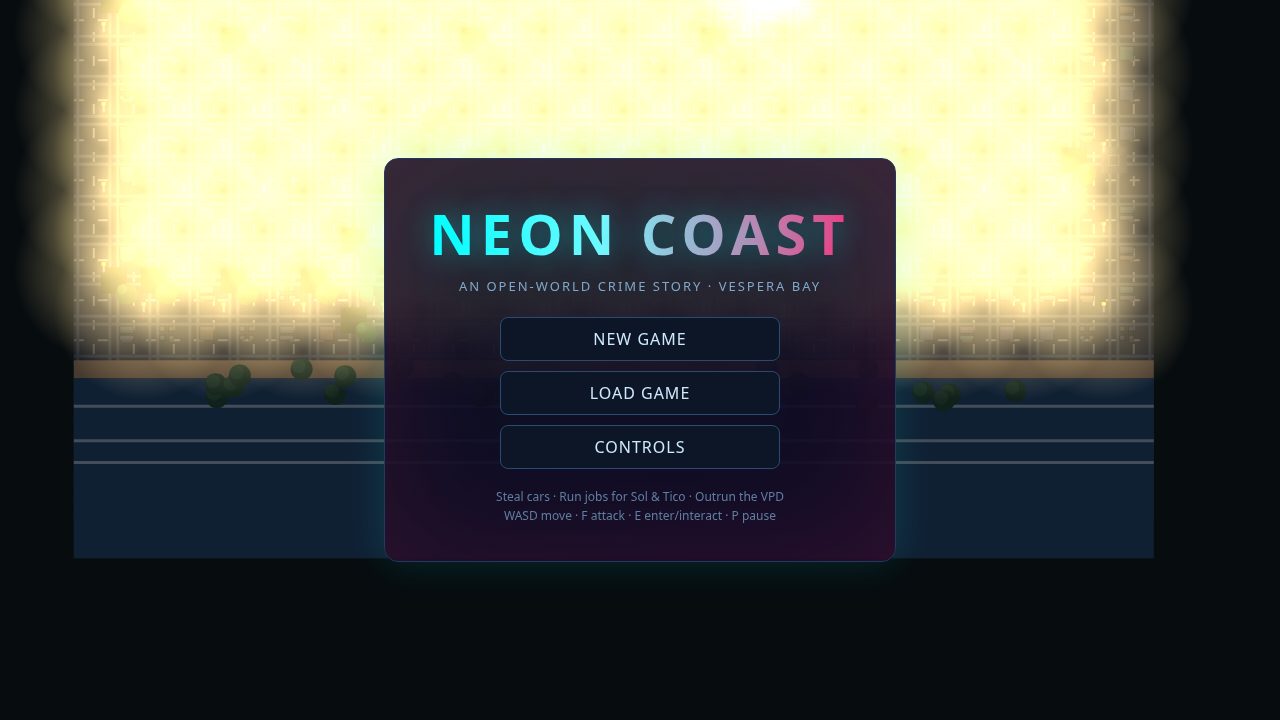 NEON COAST
AN OPEN-WORLD CRIME STORY · VESPERA BAY
NEW GAME
LOAD GAME
CONTROLS
Steal cars · Run jobs for Sol & Tico · Outrun the VPD
WASD move · F attack · E enter/interact · P pause